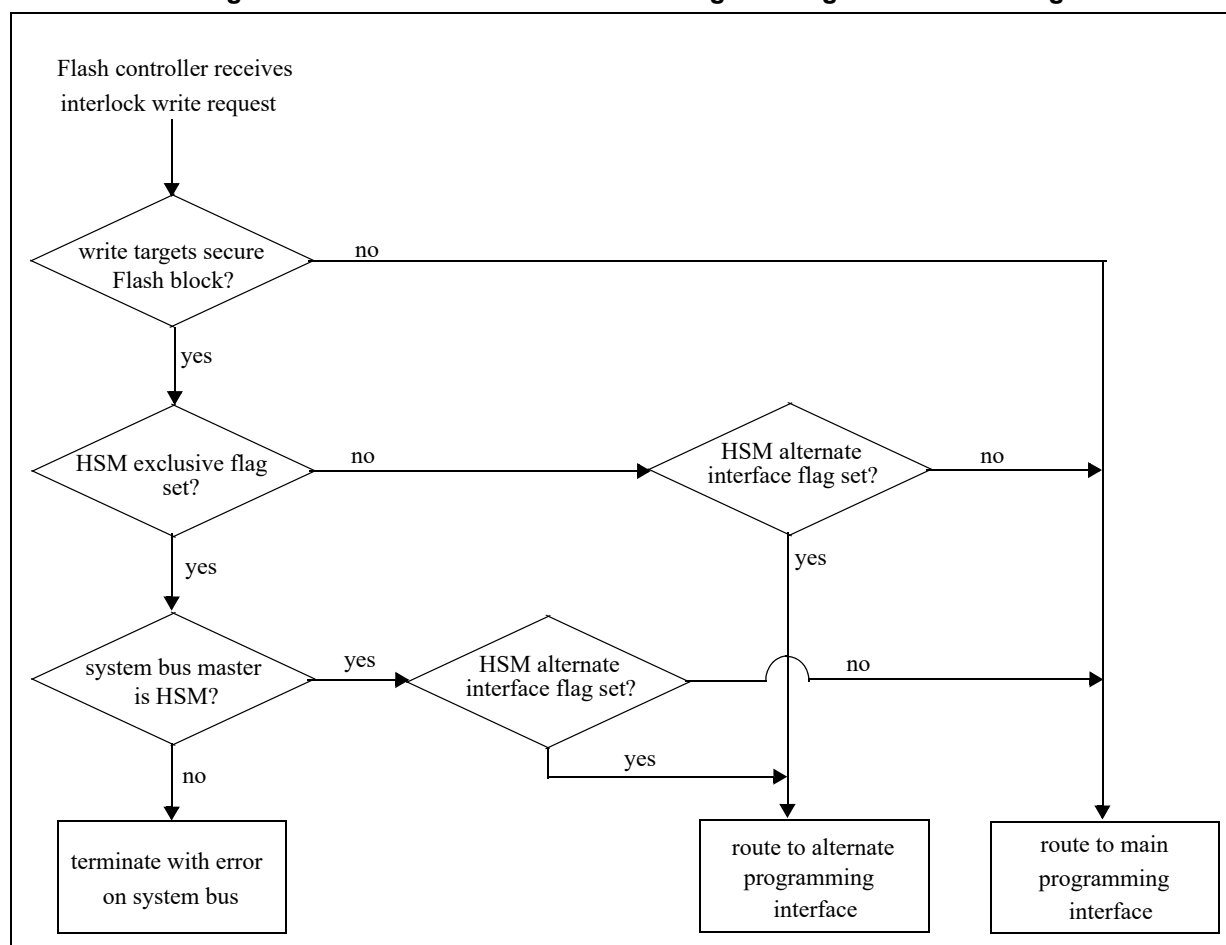 Flash controller receives
interlock write request
write targets secure
Flash block?
no
yes
HSM exclusive flag
set?
no
HSM alternate
interface flag set?
no
yes
yes
system bus master
is HSM?
yes
HSM alternate
interface flag set?
no
yes
no
terminate with error
on system bus
route to alternate
programming
interface
route to main
programming
interface